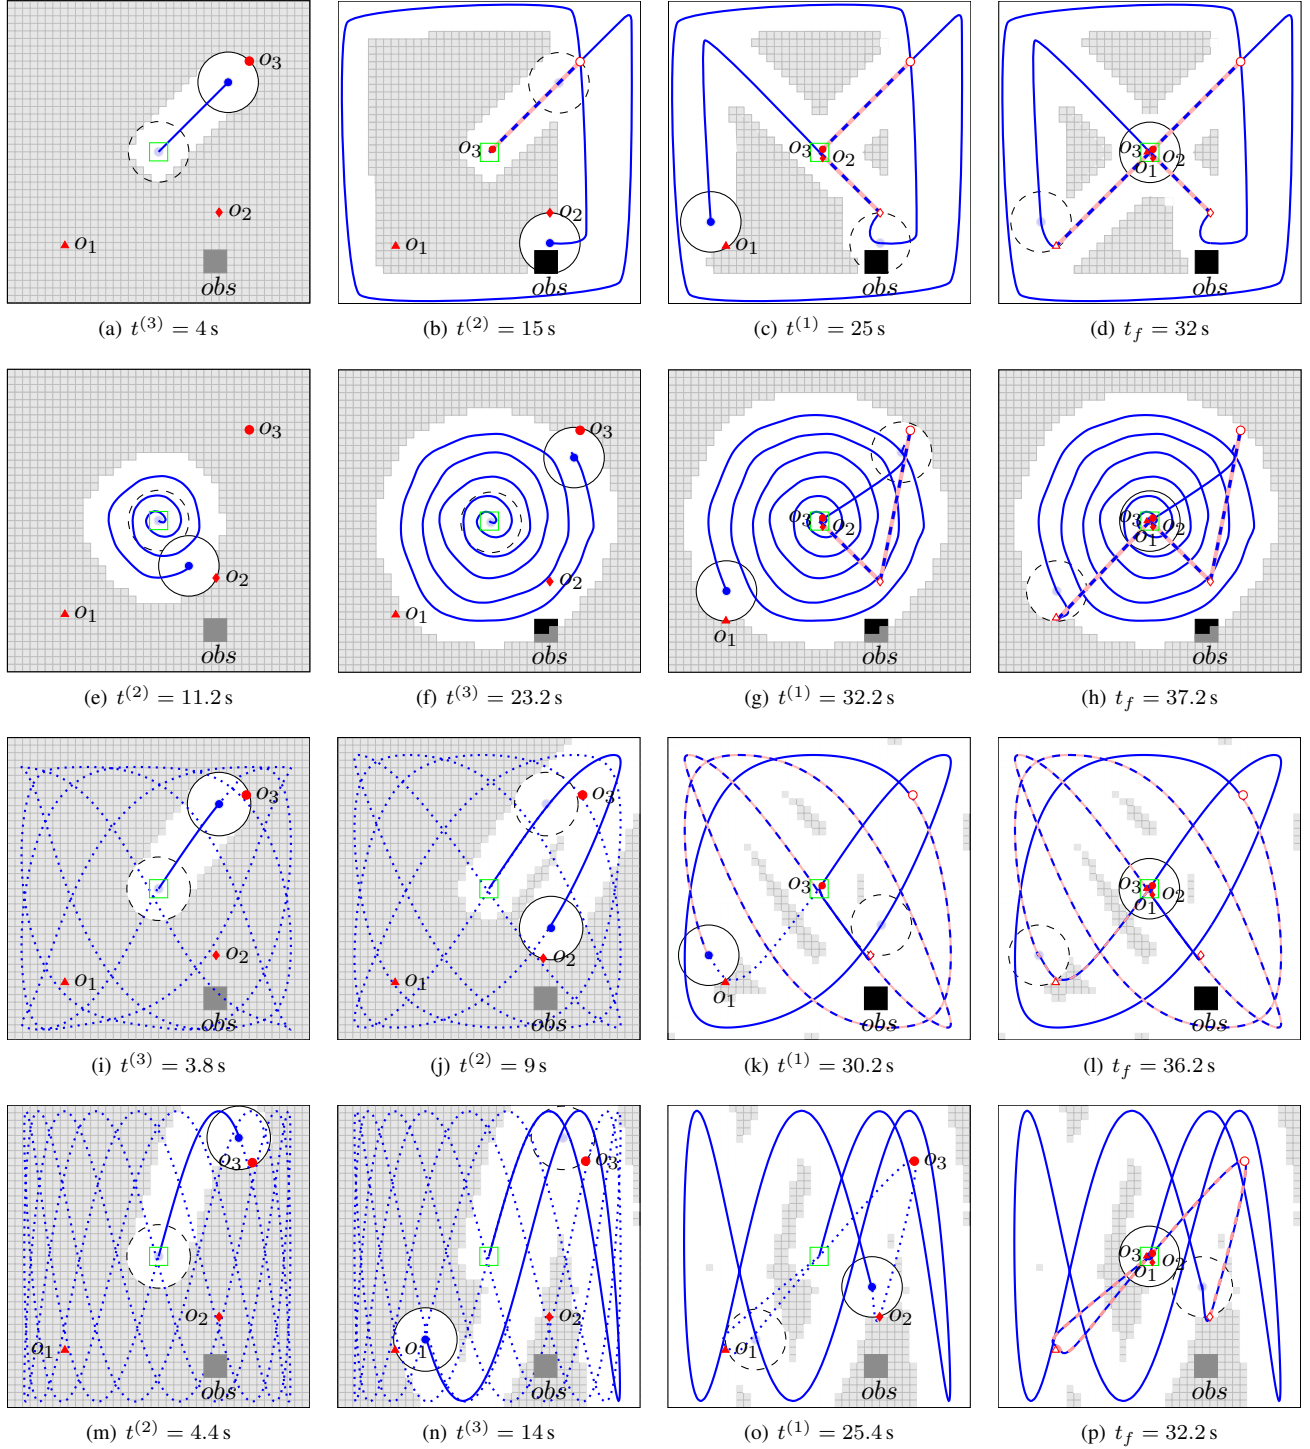 o3
o2
o1
obs
(a) t(3) = 4 s
o3
o2
o1
obs
(b) t(2) = 15 s
o3
o2
o1
obs
(c) t(1) = 25 s
o3
o2
o1
obs
(d) tf = 32 s
o3
o2
o1
obs
(e) t(2) = 11.2 s
o3
o2
o1
obs
(f) t(3) = 23.2 s
o3
o2
o1
obs
(g) t(1) = 32.2 s
o3
o2
o1
obs
(h) tf = 37.2 s
o3
o2
o1
obs
(i) t(3) = 3.8 s
o3
o2
o1
obs
(j) t(2) = 9 s
o3
o1
obs
(k) t(1) = 30.2 s
o3
o2
o1
obs
(l) tf = 36.2 s
o3
o2
o1
obs
(m) t(2) = 4.4 s
o3
o2
o1
obs
(n) t(3) = 14 s
o3
o2
o1
obs
(o) t(1) = 25.4 s
o3
o2
o1
obs
(p) tf = 32.2 s